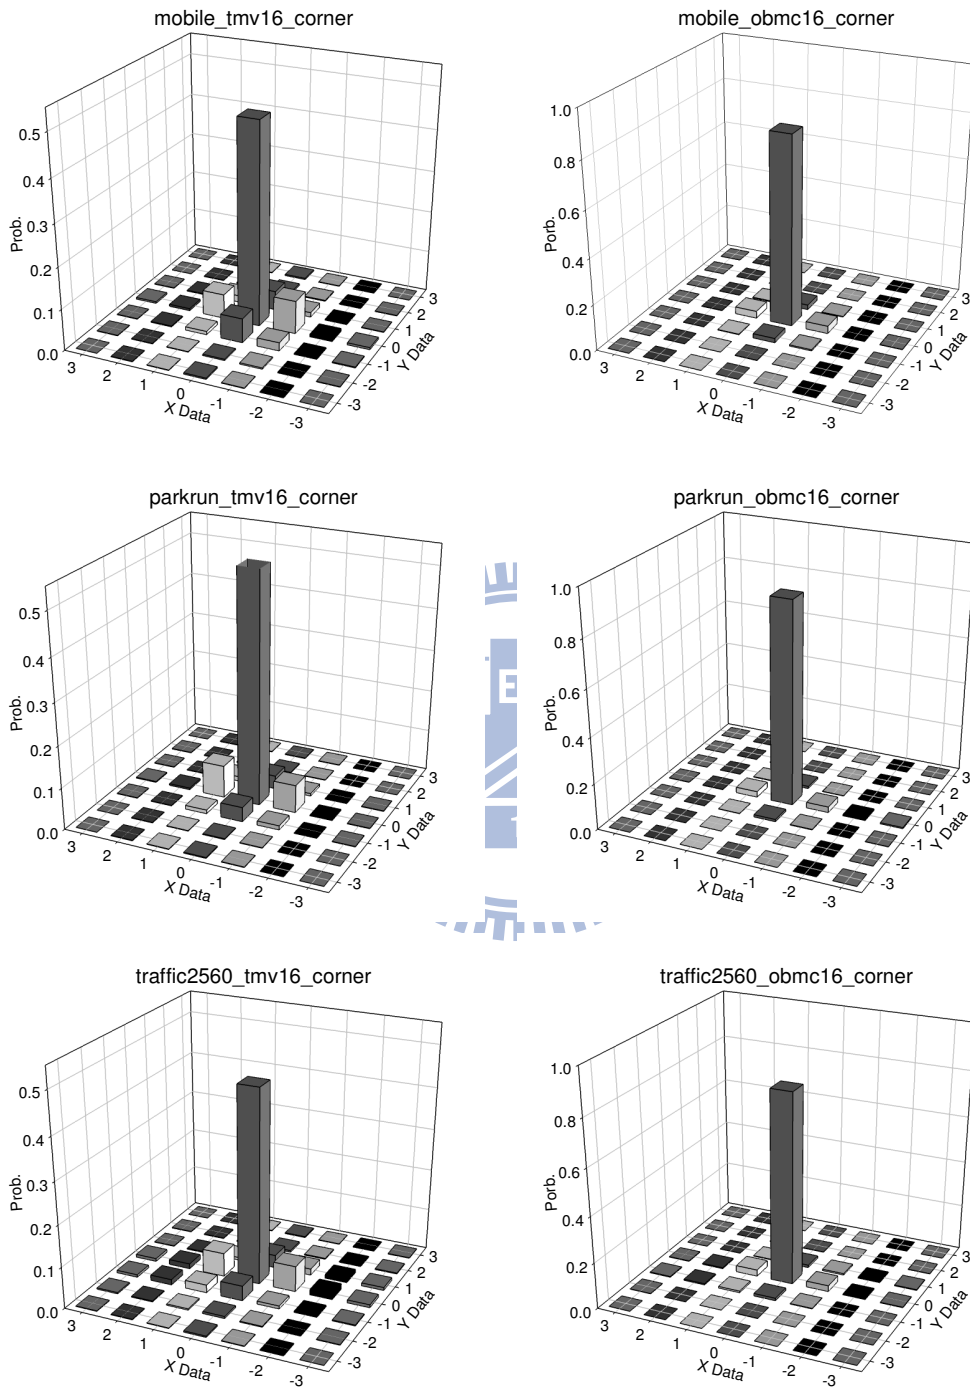 mobile_tmv16_corner
0.5
0.4
0.3
0.2
0.1
0.0
Prob.
3 2 1 0 -1 -2 -3
X Data
3 2 1 0 -1 -2 -3
Y Data
mobile_obmc16_corner
1.0
0.8
0.6
0.4
0.2
0.0
Porb.
3 2 1 0 -1 -2 -3
X Data
3 2 1 0 -1 -2 -3
Y Data
parkrun_tmv16_corner
0.5
0.4
0.3
0.2
0.1
0.0
Prob.
3 2 1 0 -1 -2 -3
X Data
3 2 1 0 -1 -2 -3
Y Data
parkrun_obmc16_corner
1.0
0.8
0.6
0.4
0.2
0.0
Porb.
3 2 1 0 -1 -2 -3
X Data
3 2 1 0 -1 -2 -3
Y Data
E
E
1
traffic2560_tmv16_corner
0.5
0.4
0.3
0.2
0.1
0.0
Prob.
3 2 1 0 -1 -2 -3
X Data
3 2 1 0 -1 -2 -3
Y Data
traffic2560_obmc16_corner
1.0
0.8
0.6
0.4
0.2
0.0
Porb.
3 2 1 0 -1 -2 -3
X Data
3 2 1 0 -1 -2 -3
Y Data